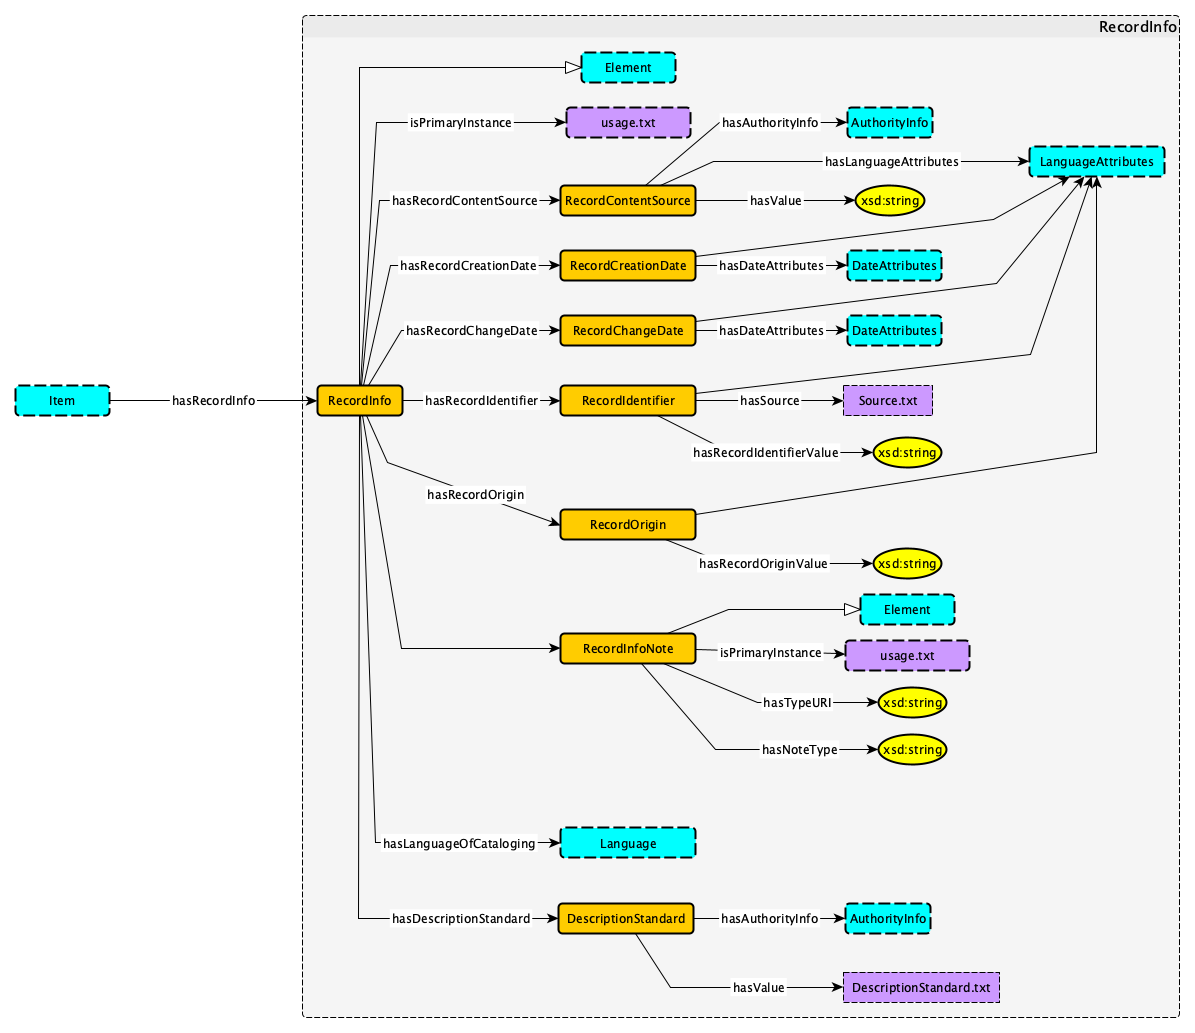 RecordInfo
Element
isPrimaryInstance
usage.txt
hasAuthorityInfo
AuthorityInfo
hasLanguageAttributes
LanguageAttributes
hasRecordContentSource
RecordContentSource
hasValue
xsd:string
hasRecordCreationDate
RecordCreationDate
hasDateAttributes
DateAttributes
hasRecordChangeDate
RecordChangeDate
hasDateAttributes
DateAttributes
Item
hasRecordInfo
RecordInfo
hasRecordIdentifier
RecordIdentifier
hasSource
Source.txt
hasRecordIdentifierValue
xsd:string
hasRecordOrigin
RecordOrigin
hasRecordOriginValue
xsd:string
Element
RecordInfoNote
isPrimaryInstance
usage.txt
hasTypeURI
xsd:string
hasNoteType
xsd:string
hasLanguageOfCataloging
Language
hasDescriptionStandard
DescriptionStandard
hasAuthorityInfo
AuthorityInfo
hasValue
DescriptionStandard.txt